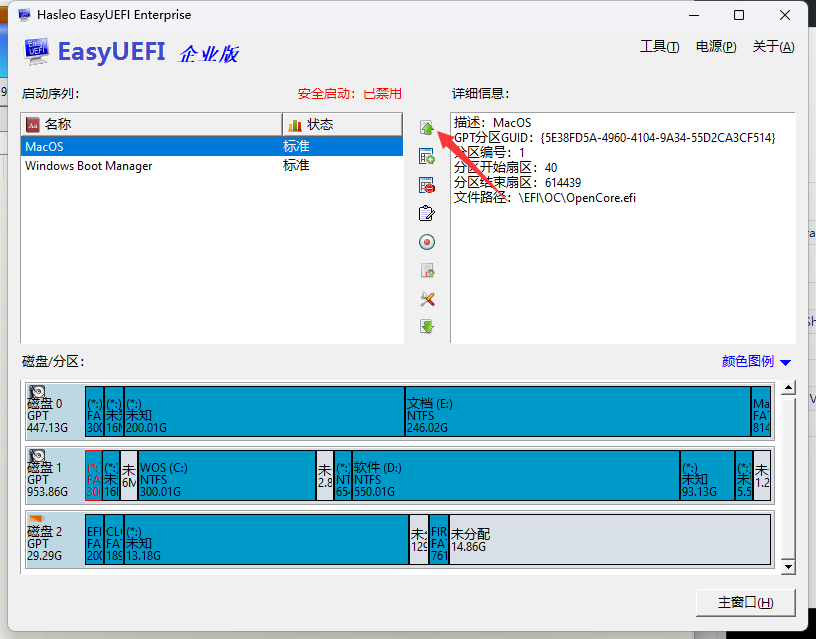 Hasleo EasyUEFI Enterprise
EasyUEFI 企业版
工具(T) 电源(P) 关于(A)
启动序列: 安全启动: 已禁用
详细信息:
名称 状态
MacOS 标准
Windows Boot Manager 标准
描述: MacOS
GPT分区GUID: {5E38FD5A-4960-4104-9A34-55D2CA3CF514}
分区编号: 1
分区开始扇区: 40
分区结束扇区: 614439
文件路径: \EFI\OC\OpenCore.efi
磁盘/分区: 颜色图例
磁盘 0
GPT
447.13G
(*:)
FA
300
(*:)
未
16M
(*:)
未知
200.01G
文档 (E:)
NTFS
246.02G
Ma
FA
814
磁盘 1
GPT
953.86G
(*:)
FA
300
(*:)
未
16M
未
6M
WOS (C:)
NTFS
300.01G
未
2.8
(*:)
NT
654
软件 (D:)
NTFS
550.01G
(*:)
未知
93.13G
(*:)
未
5.5
未
1.2
磁盘 2
GPT
29.29G
EFI
FA
200
CLO
FA
189
(*:)
未知
13.18G
未分
129
FIR
FA
761
未分配
14.86G
主窗口(H)